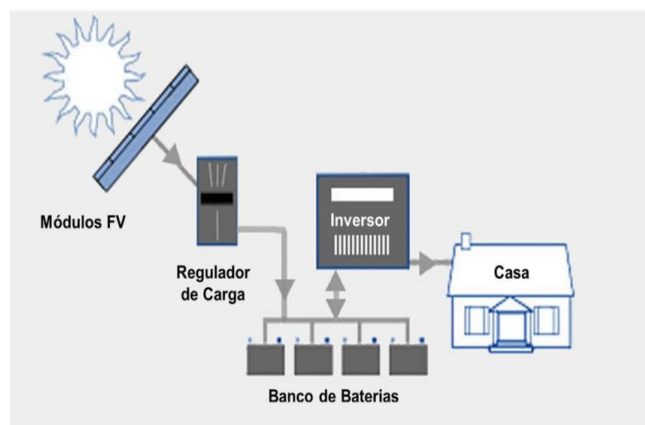 Módulos FV
Regulador
de Carga
Inversor
Casa
Banco de Baterias